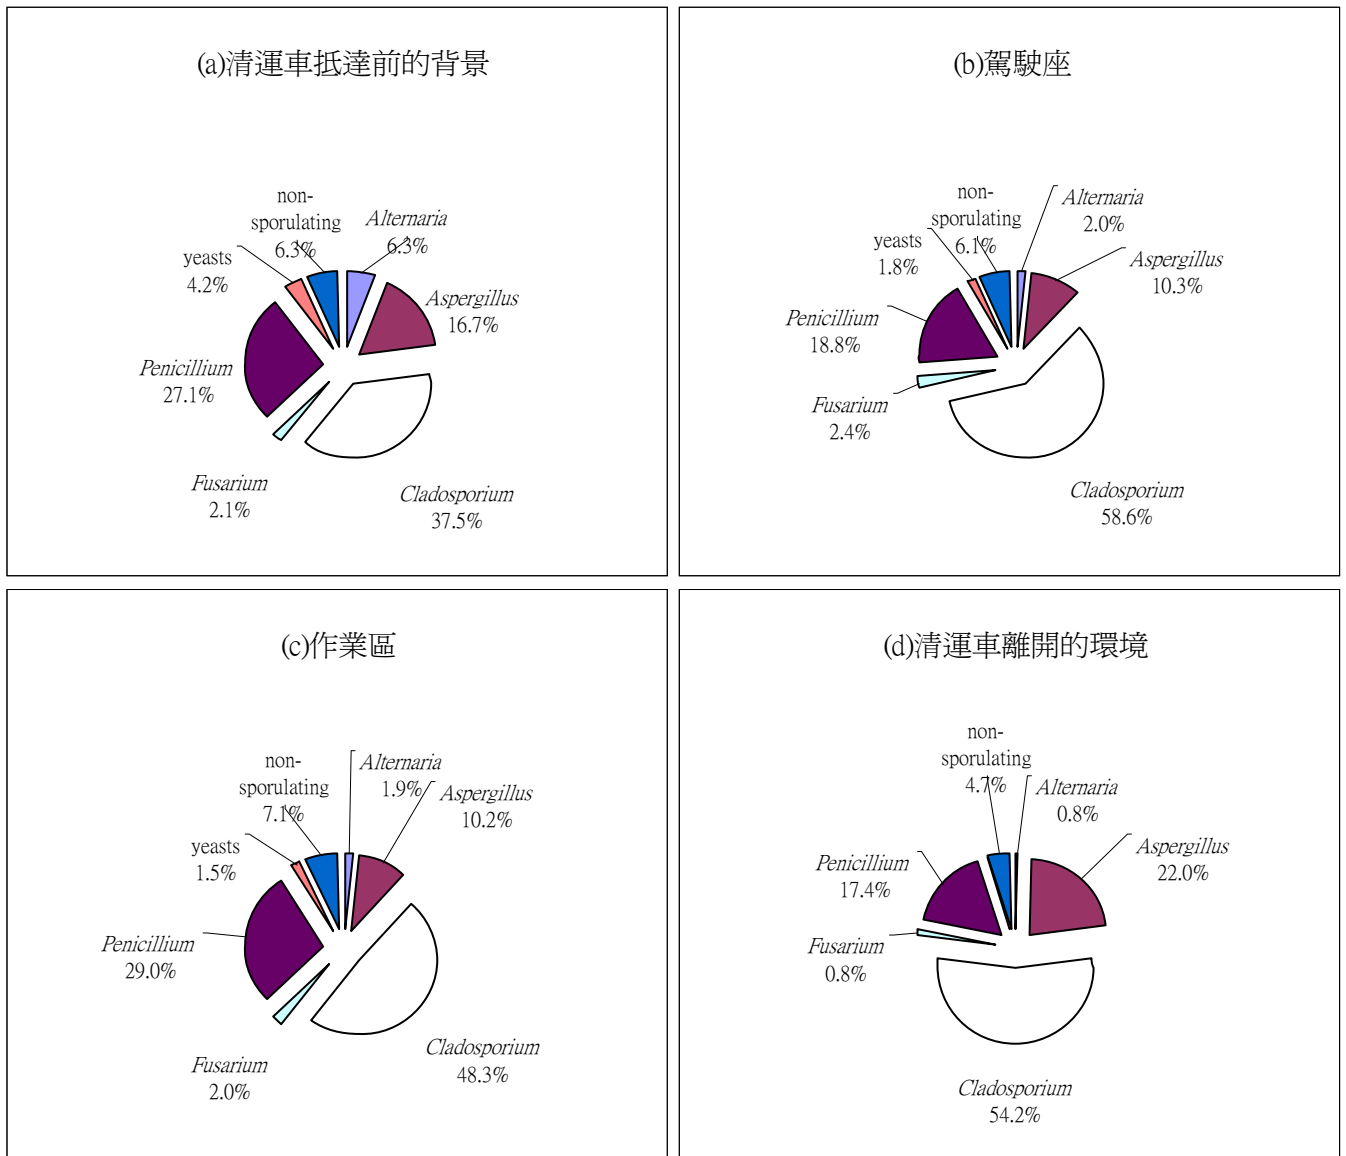 (a)清運車抵達前的背景
non-
sporulating
6.3%
Alternaria
6.3%
yeasts
4.2%
Aspergillus
16.7%
Penicillium
27.1%
Fusarium
2.1%
Cladosporium
37.5%
(b)駕駛座
non-
sporulating
6.1%
Alternaria
2.0%
yeasts
1.8%
Aspergillus
10.3%
Penicillium
18.8%
Fusarium
2.4%
Cladosporium
58.6%
(c)作業區
non-
sporulating
7.1%
Alternaria
1.9%
Aspergillus
10.2%
yeasts
1.5%
Penicillium
29.0%
Fusarium
2.0%
Cladosporium
48.3%
(d)清運車離開的環境
non-
sporulating
4.7%
Alternaria
0.8%
Aspergillus
22.0%
Penicillium
17.4%
Fusarium
0.8%
Cladosporium
54.2%